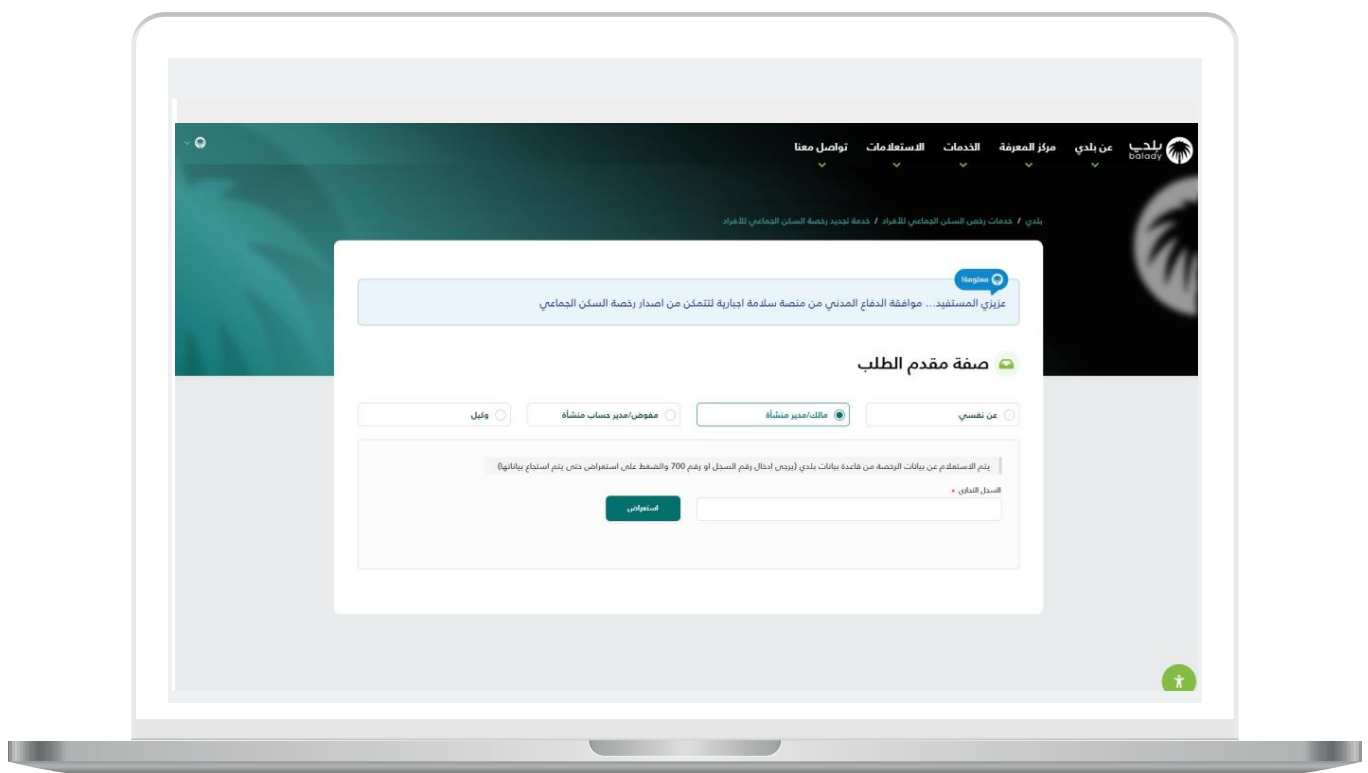 بلدي
balady
عن بلدي
مركز المعرفة
الخدمات
الاستعلامات
تواصل معنا
بلدي / خدمات رخص السكن الجماعي للأفراد / خدمة تجديد رخصة السكن الجماعي للأفراد
معلومة!
عزيزي المستفيد... موافقة الدفاع المدني من منصة سلامة اجبارية لتتمكن من اصدار رخصة السكن الجماعي
صفة مقدم الطلب
عن نفسي
مالك/مدير منشأة
مفوض/مدير حساب منشأة
وكيل
يتم الاستعلام عن بيانات الرخصة من قاعدة بيانات بلدي (يرجى ادخال رقم السجل او رقم 700 والضغط على استعراض حتى يتم استجاع بياناتها)
السجل التجاري *
استعراض